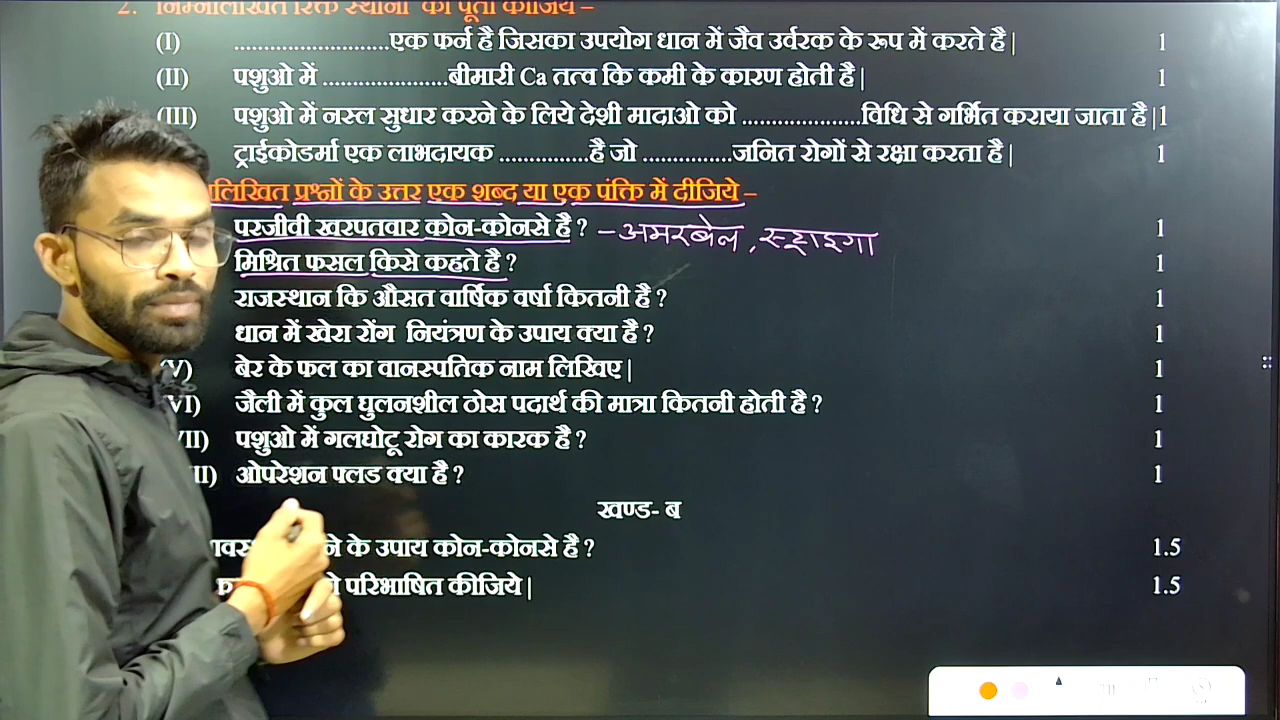 2. निम्नलिखित रिक्त स्थानों की पूर्ती कीजिये –
(I) ..........................एक फर्न है जिसका उपयोग धान में जैव उर्वरक के रूप में करते है| 1
(II) पशुओ में .....................बीमारी Ca तत्व कि कमी के कारण होती है| 1
(III) पशुओ में नस्ल सुधार करने के लिये देशी मादाओ को ....................विधि से गर्भित कराया जाता है|1
ट्राईकोडर्मा एक लाभदायक ...............है जो ...............जनित रोगों से रक्षा करता है| 1
लिखित प्रश्नों के उत्तर एक शब्द या एक पंक्ति में दीजिये –
परजीवी खरपतवार कोन-कोनसे है? – अमरबेल, स्ट्राइगा 1
मिश्रित फसल किसे कहते है? 1
राजस्थान कि औसत वार्षिक वर्षा कितनी है? 1
धान में खेरा रोंग नियंत्रण के उपाय क्या है? 1
V) बेर के फल का वानस्पतिक नाम लिखिए| 1
VI) जैली में कुल घुलनशील ठोस पदार्थ की मात्रा कितनी होती है? 1
VII) पशुओ में गलघोटू रोग का कारक है? 1
II) ओपरेशन फ्लड क्या है? 1
खण्ड- ब
के उपाय कोन-कोनसे है? 1.5
परिभाषित कीजिये| 1.5